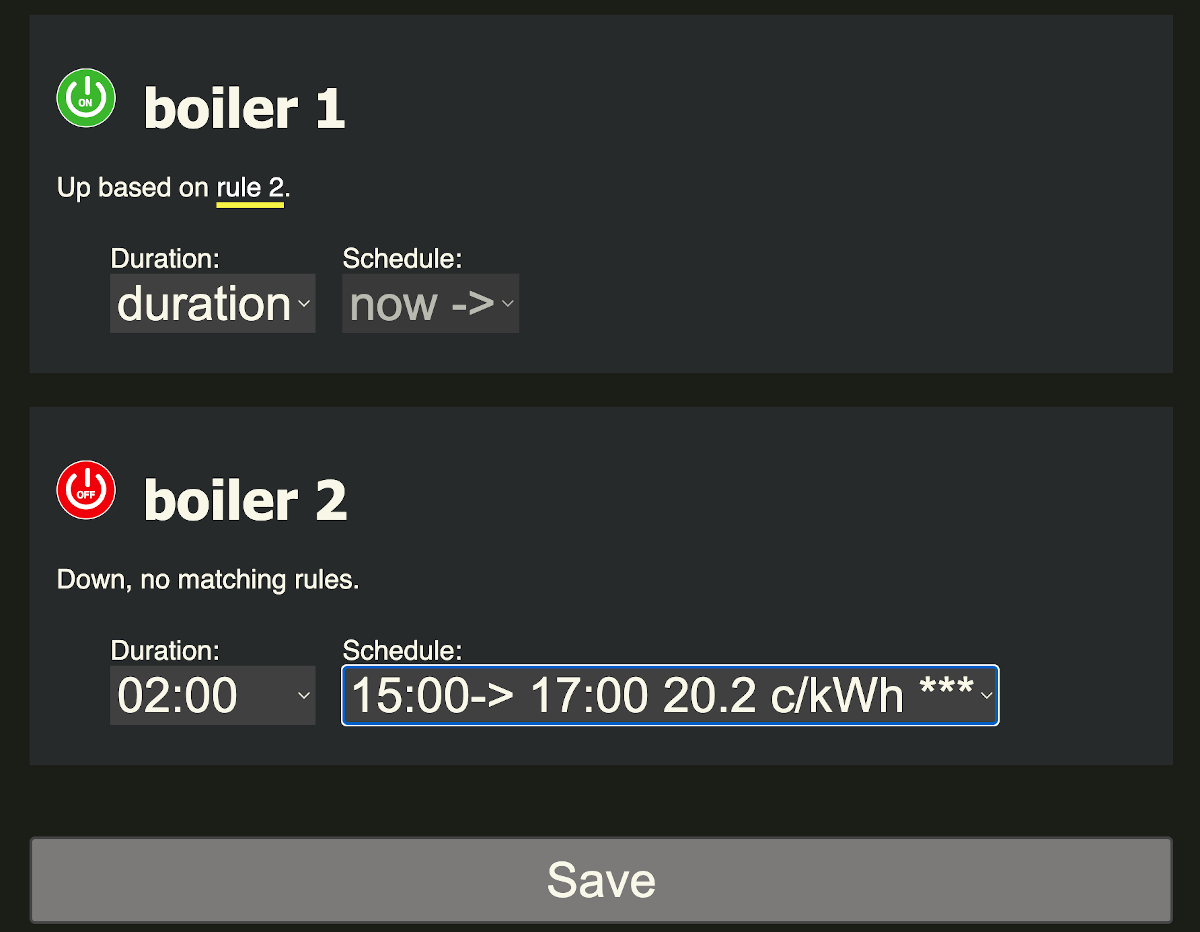 ON
boiler 1
Up based on rule 2.
Duration: Schedule:
duration now ->
OFF
boiler 2
Down, no matching rules.
Duration: Schedule:
02:00 15:00-> 17:00 20.2 c/kWh ***
Save